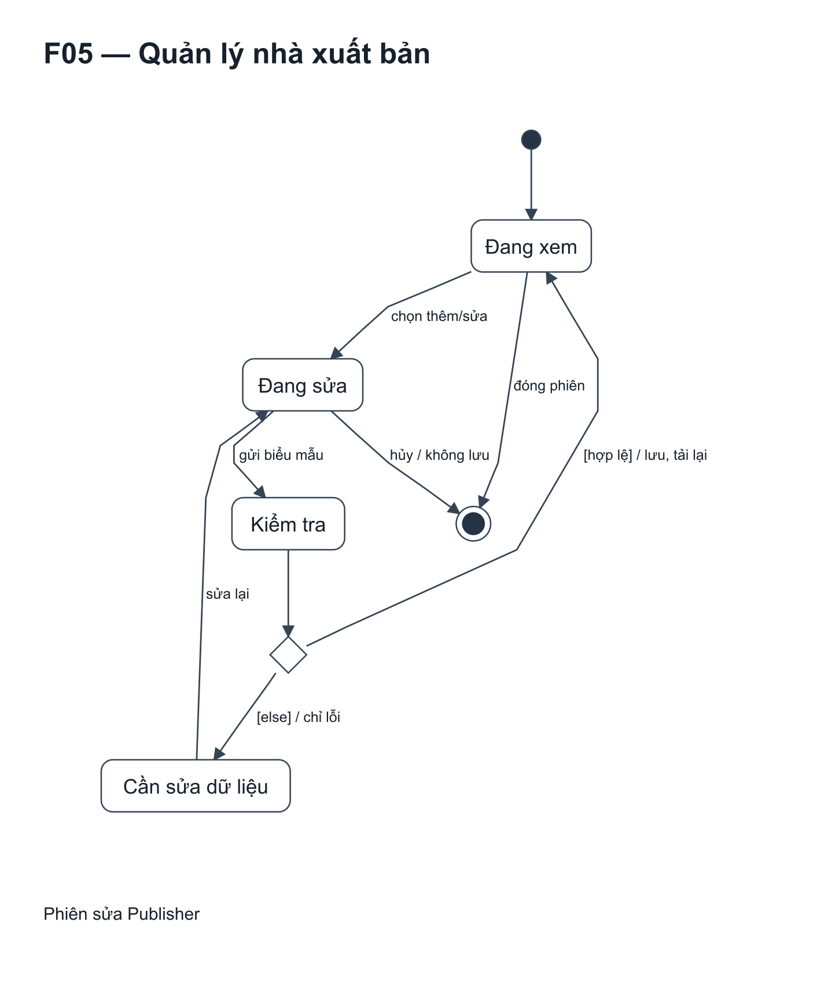 F05 — Quản lý nhà xuất bản
Đang xem
chọn thêm/sửa
Đang sửa
đóng phiên
gửi biểu mẫu
hủy / không lưu
[hợp lệ] / lưu, tải lại
Kiểm tra
sửa lại
[else] / chỉ lỗi
Cần sửa dữ liệu
Phiên sửa Publisher